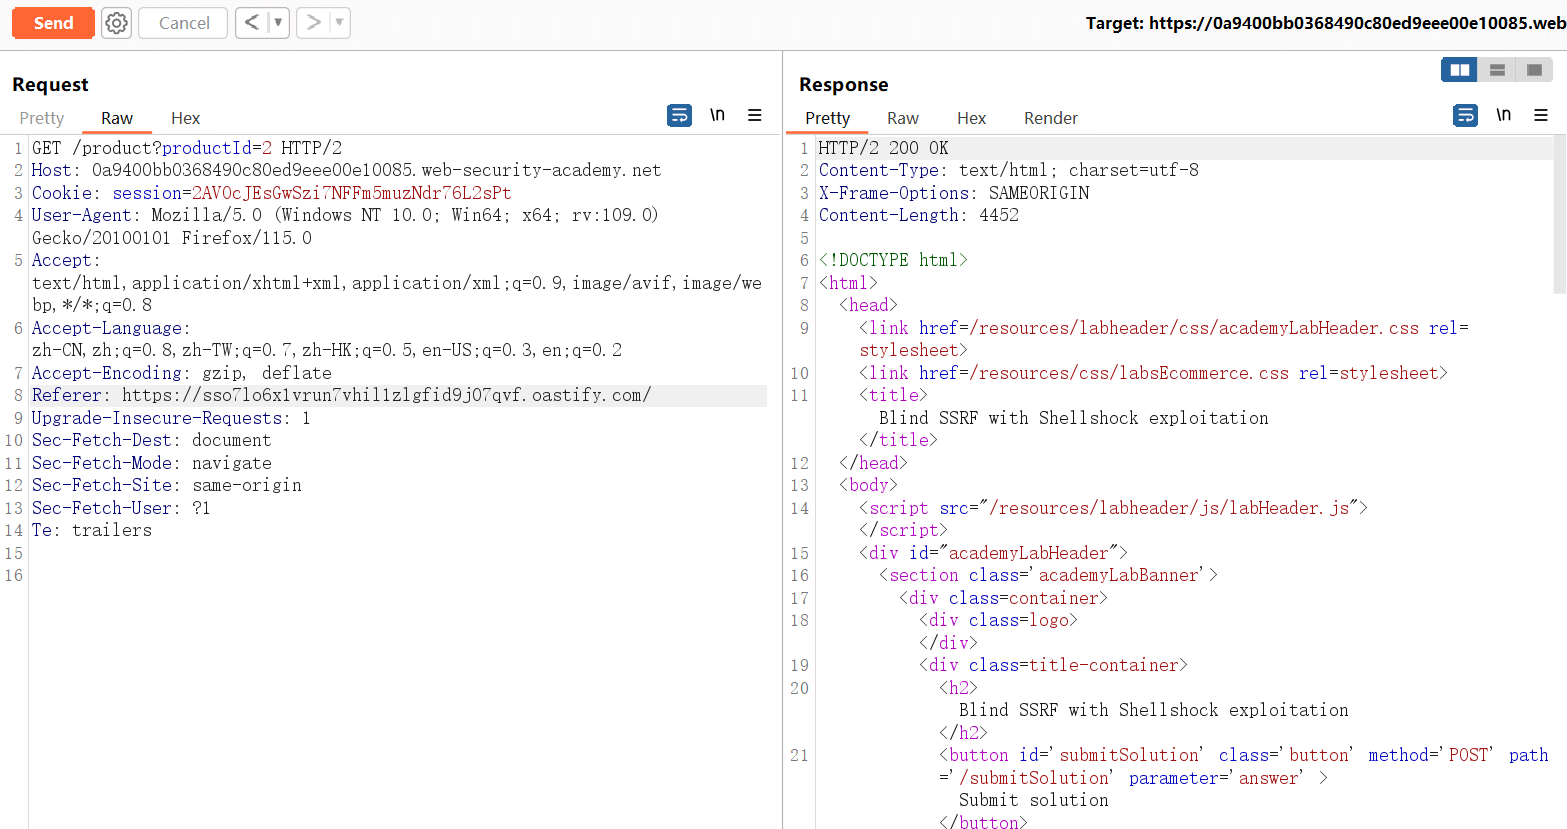 Send
Cancel
Target: https://0a9400bb0368490c80ed9eee00e10085.web
Request
Pretty Raw Hex
\n
1 GET /product?productId=2 HTTP/2
2 Host: 0a9400bb0368490c80ed9eee00e10085.web-security-academy.net
3 Cookie: session=2AVOcJEsGwSzi7NFFm5muzNdr76L2sPt
4 User-Agent: Mozilla/5.0 (Windows NT 10.0; Win64; x64; rv:109.0)
Gecko/20100101 Firefox/115.0
5 Accept:
text/html,application/xhtml+xml,application/xml;q=0.9,image/avif,image/we
bp,*/*;q=0.8
6 Accept-Language:
zh-CN,zh;q=0.8,zh-TW;q=0.7,zh-HK;q=0.5,en-US;q=0.3,en;q=0.2
7 Accept-Encoding: gzip, deflate
8 Referer: https://sso7lo6x1vrun7vhil1zlgfid9j07qvf.oastify.com/
9 Upgrade-Insecure-Requests: 1
10 Sec-Fetch-Dest: document
11 Sec-Fetch-Mode: navigate
12 Sec-Fetch-Site: same-origin
13 Sec-Fetch-User: ?1
14 Te: trailers
15
16
Response
Pretty Raw Hex Render
\n
1 HTTP/2 200 OK
2 Content-Type: text/html; charset=utf-8
3 X-Frame-Options: SAMEORIGIN
4 Content-Length: 4452
5
6 <!DOCTYPE html>
7 <html>
8 <head>
9 <link href=/resources/labheader/css/academyLabHeader.css rel=
stylesheet>
10 <link href=/resources/css/labsEcommerce.css rel=stylesheet>
11 <title>
Blind SSRF with Shellshock exploitation
</title>
12 </head>
13 <body>
14 <script src="/resources/labheader/js/labHeader.js">
</script>
15 <div id="academyLabHeader">
16 <section class='academyLabBanner'>
17 <div class=container>
18 <div class=logo>
</div>
19 <div class=title-container>
20 <h2>
Blind SSRF with Shellshock exploitation
</h2>
21 <button id='submitSolution' class='button' method='POST' path
='/submitSolution' parameter='answer' >
Submit solution
</button>